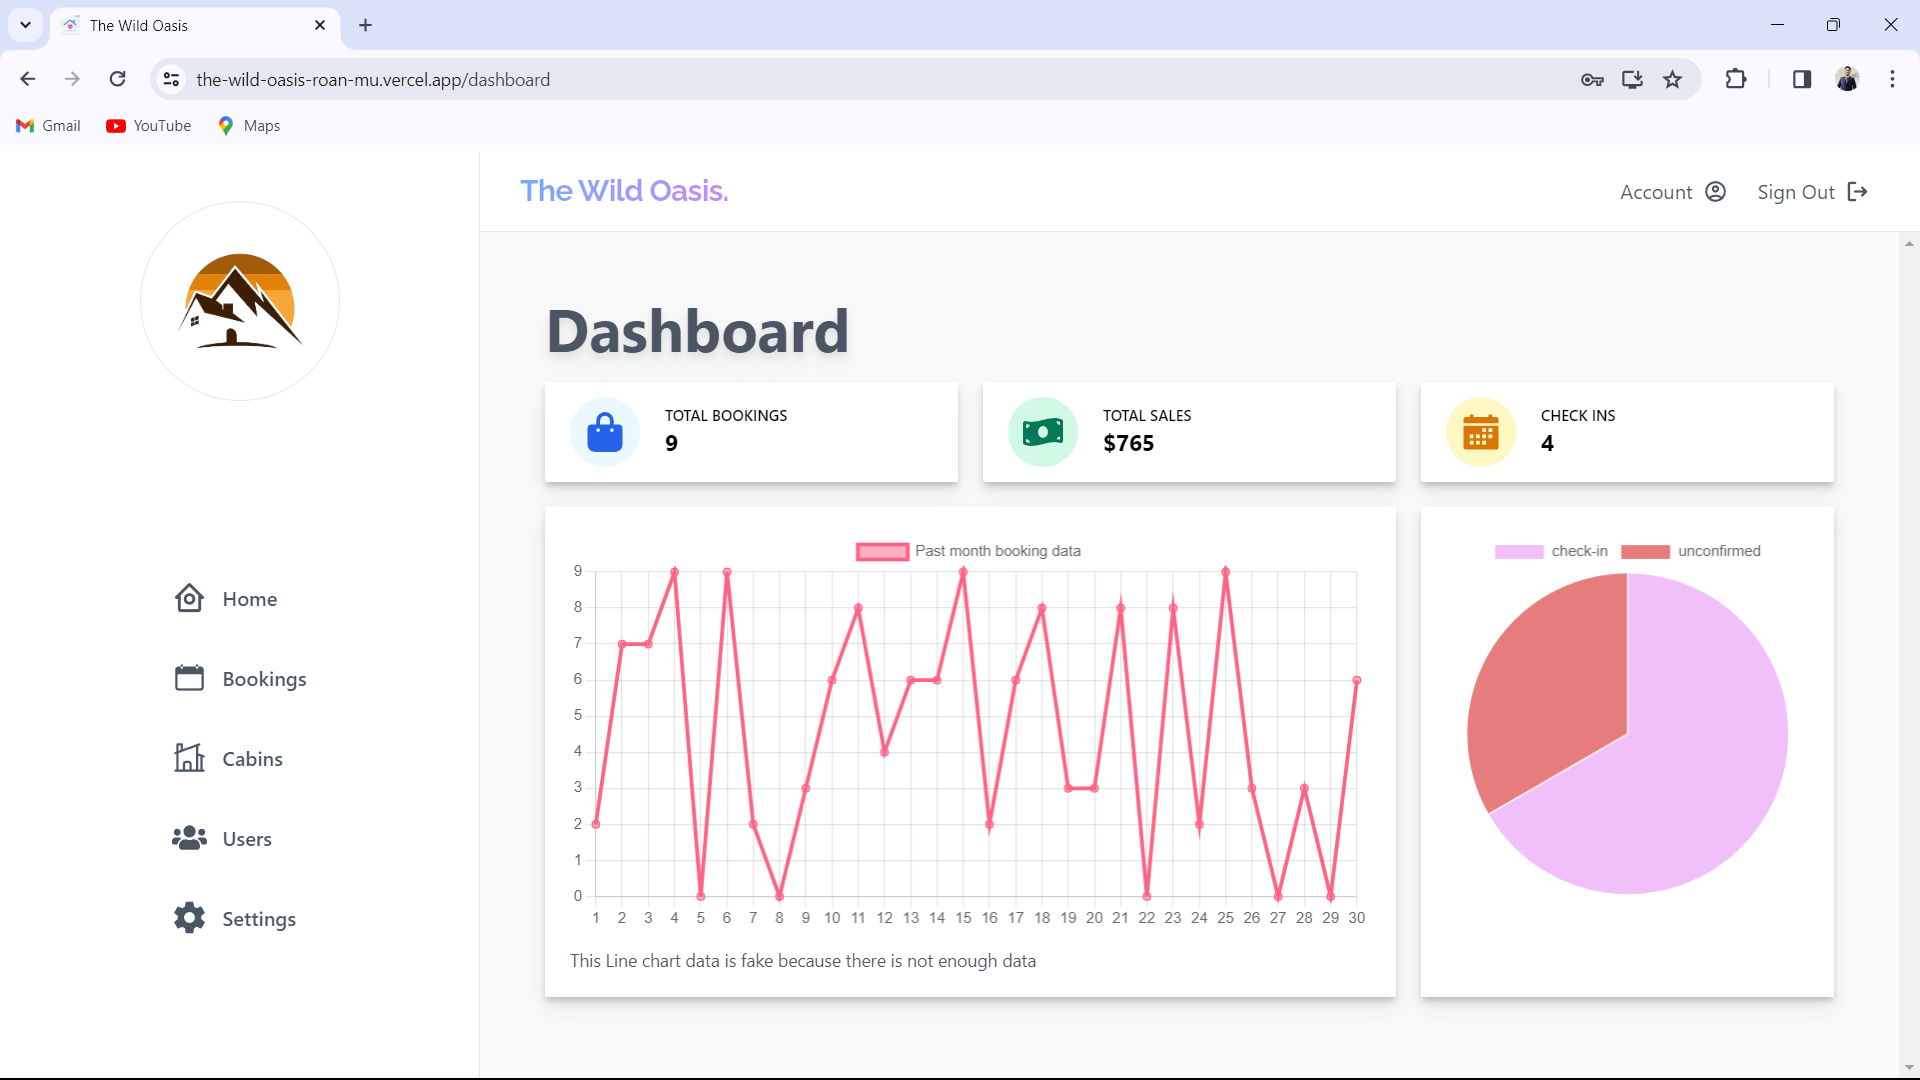 The Wild Oasis
the-wild-oasis-roan-mu.vercel.app/dashboard
Gmail YouTube Maps
The Wild Oasis.
Account Sign Out
Home
Bookings
Cabins
Users
Settings
Dashboard
TOTAL BOOKINGS
9
TOTAL SALES
$765
CHECK INS
4
Past month booking data
9
8
7
6
5
4
3
2
1
0
1 2 3 4 5 6 7 8 9 10 11 12 13 14 15 16 17 18 19 20 21 22 23 24 25 26 27 28 29 30
This Line chart data is fake because there is not enough data
check-in unconfirmed